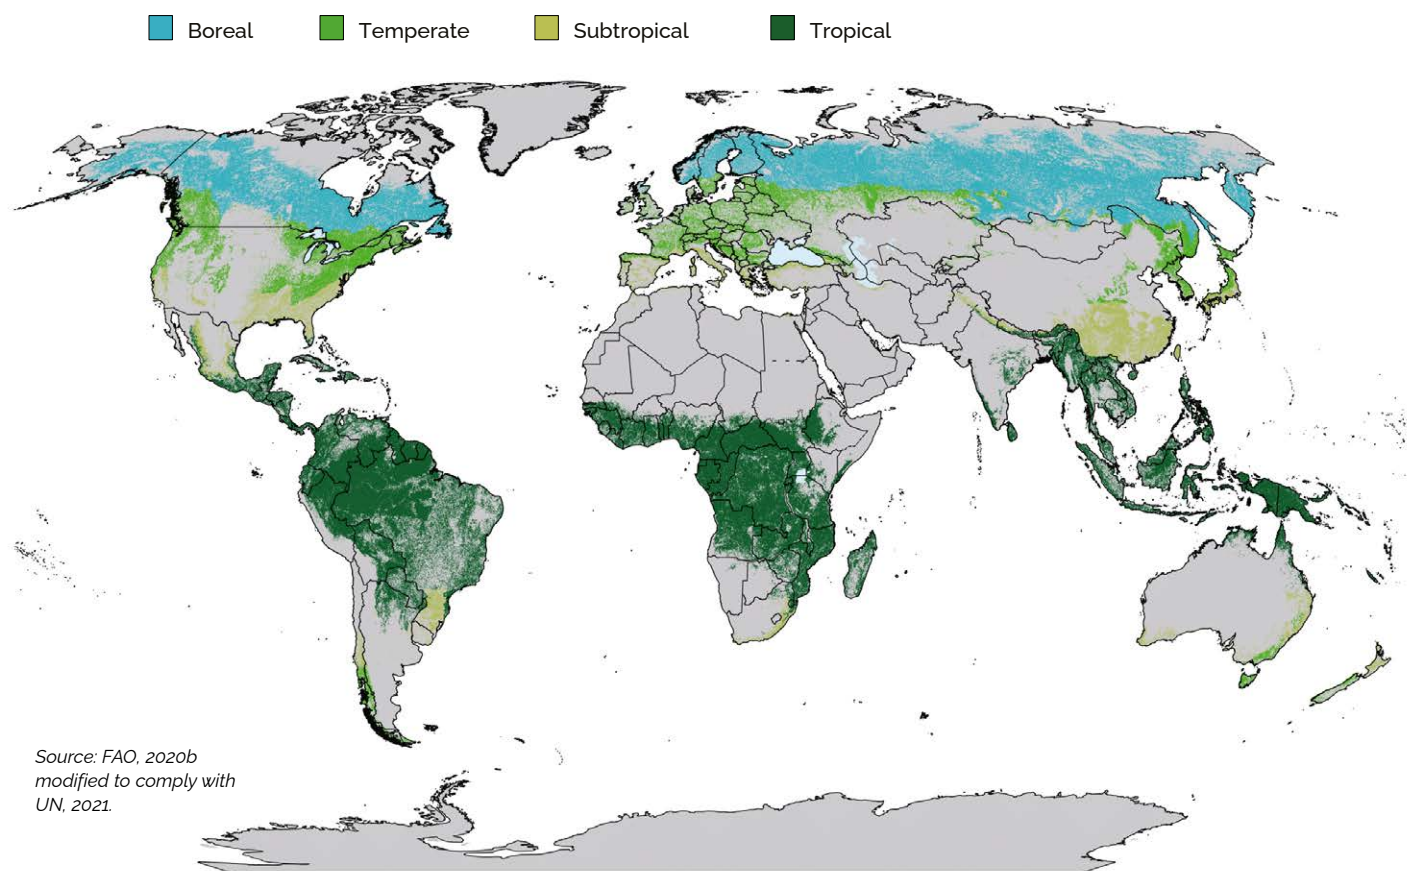 Boreal Temperate Subtropical Tropical
Source: FAO, 2020b
modified to comply with
UN, 2021.